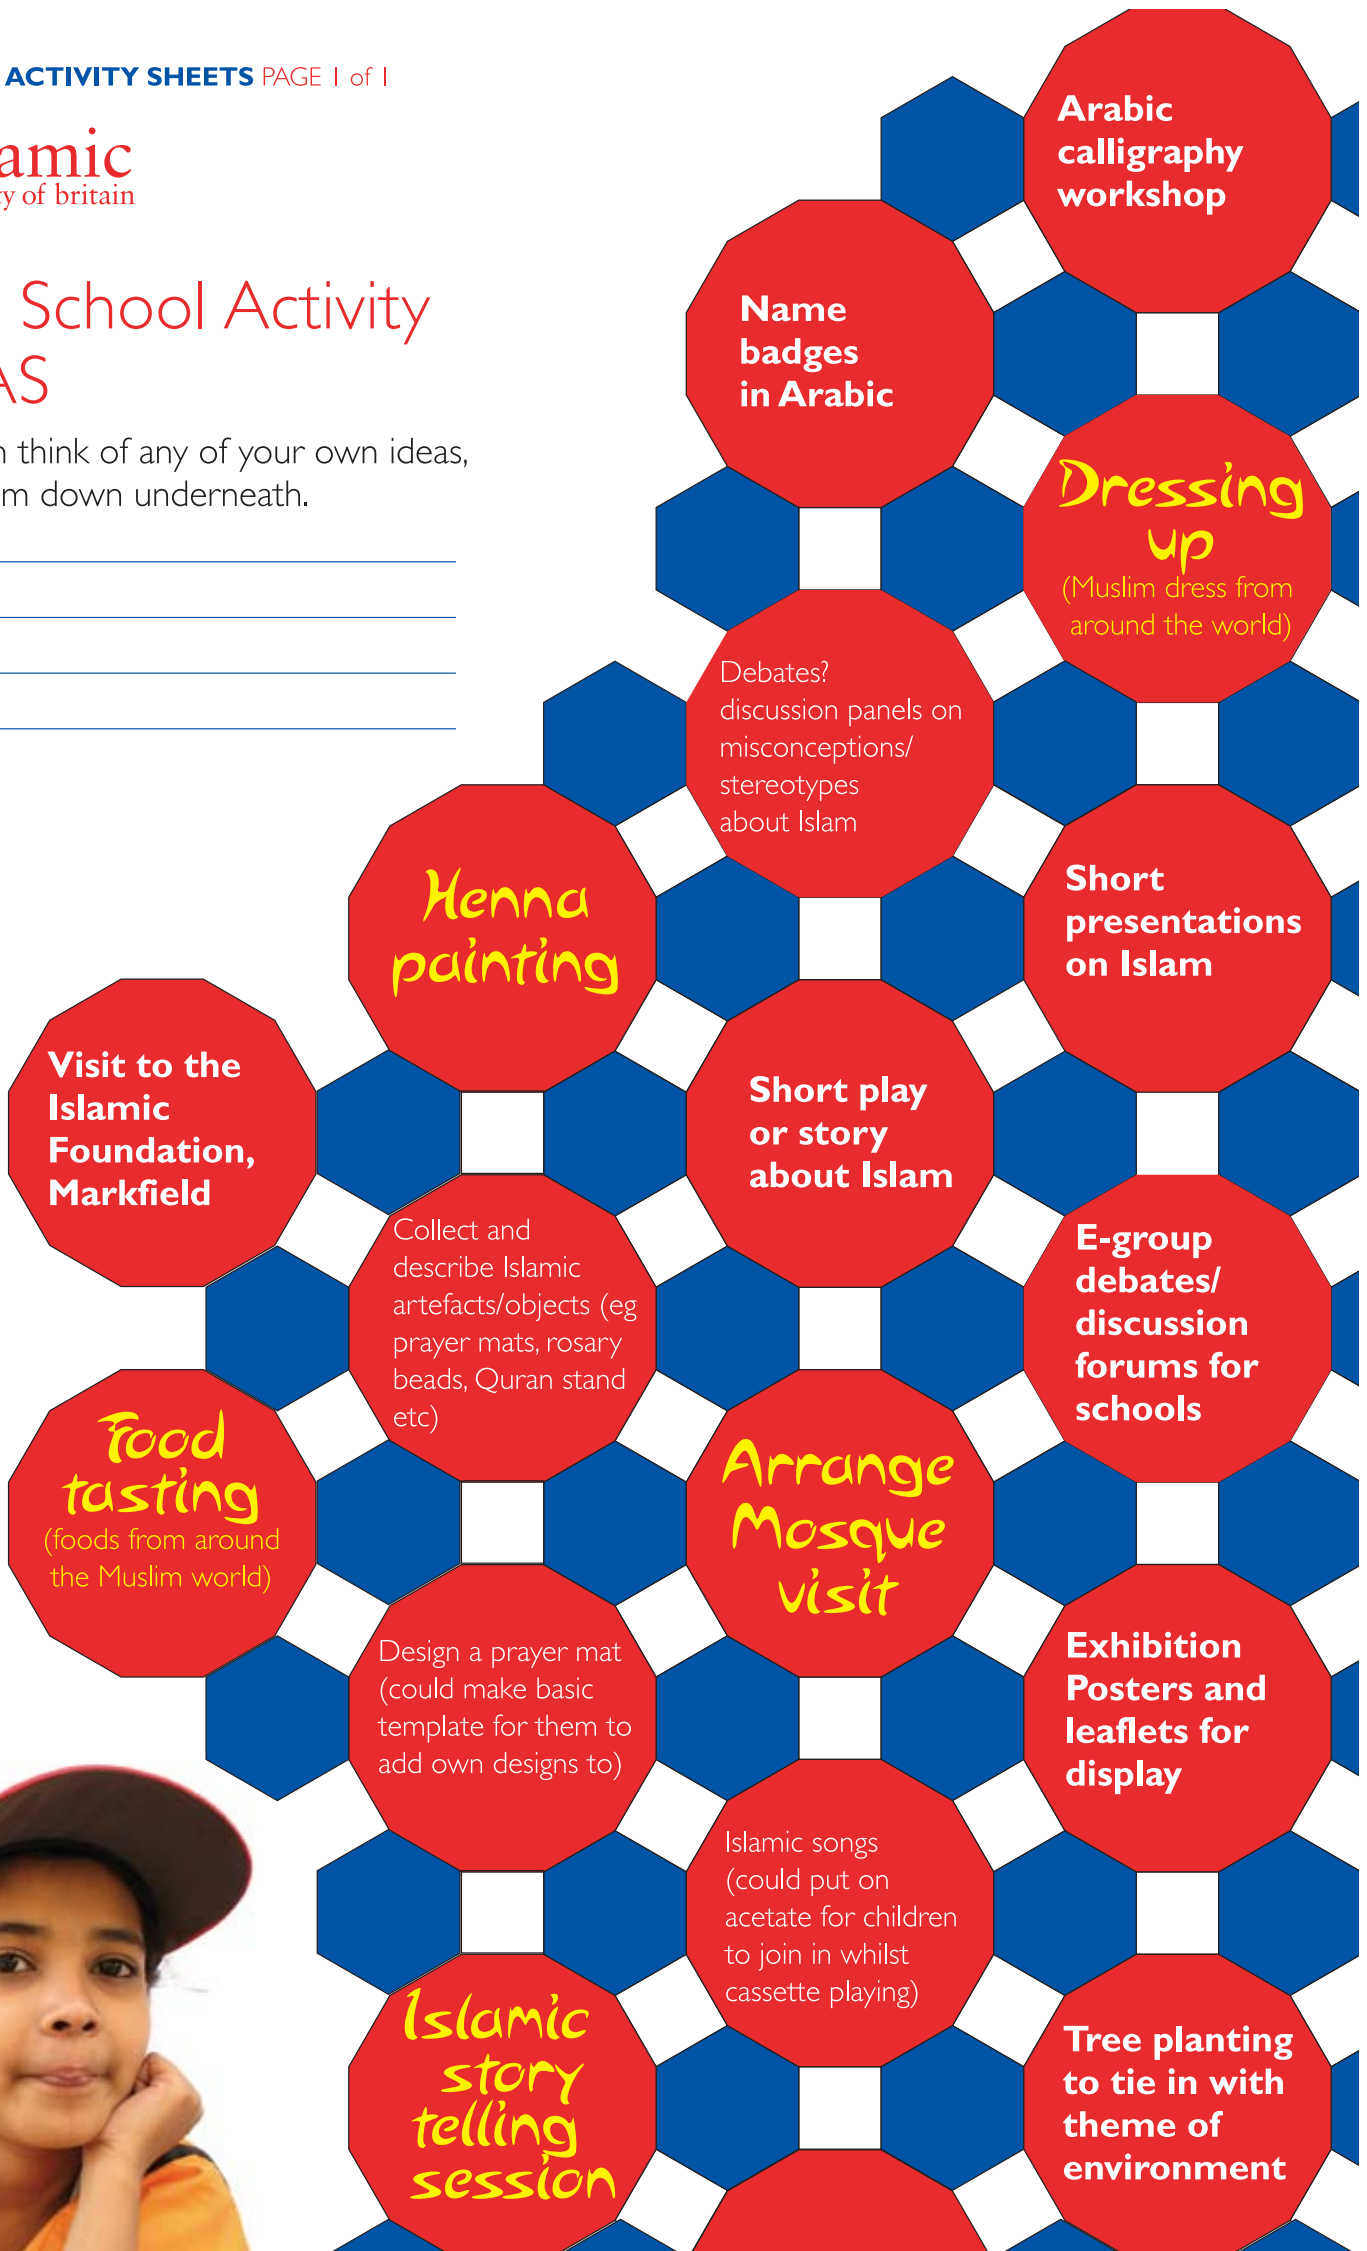 ACTIVITY SHEETS PAGE 1 of 1
amic
ty of britain
School Activity
AS
n think of any of your own ideas,
m down underneath.
Arabic
calligraphy
workshop
Name
badges
in Arabic
Dressing
up
(Muslim dress from
around the world)
Debates?
discussion panels on
misconceptions/
stereotypes
about Islam
Henna
painting
Short
presentations
on Islam
Visit to the
Islamic
Foundation,
Markfield
Short play
or story
about Islam
Collect and
describe Islamic
artefacts/objects (eg
prayer mats, rosary
beads, Quran stand
etc)
E-group
debates/
discussion
forums for
schools
Food
tasting
(foods from around
the Muslim world)
Arrange
Mosque
visit
Design a prayer mat
(could make basic
template for them to
add own designs to)
Exhibition
Posters and
leaflets for
display
Islamic songs
(could put on
acetate for children
to join in whilst
cassette playing)
Islamic
story
telling
session
Tree planting
to tie in with
theme of
environment